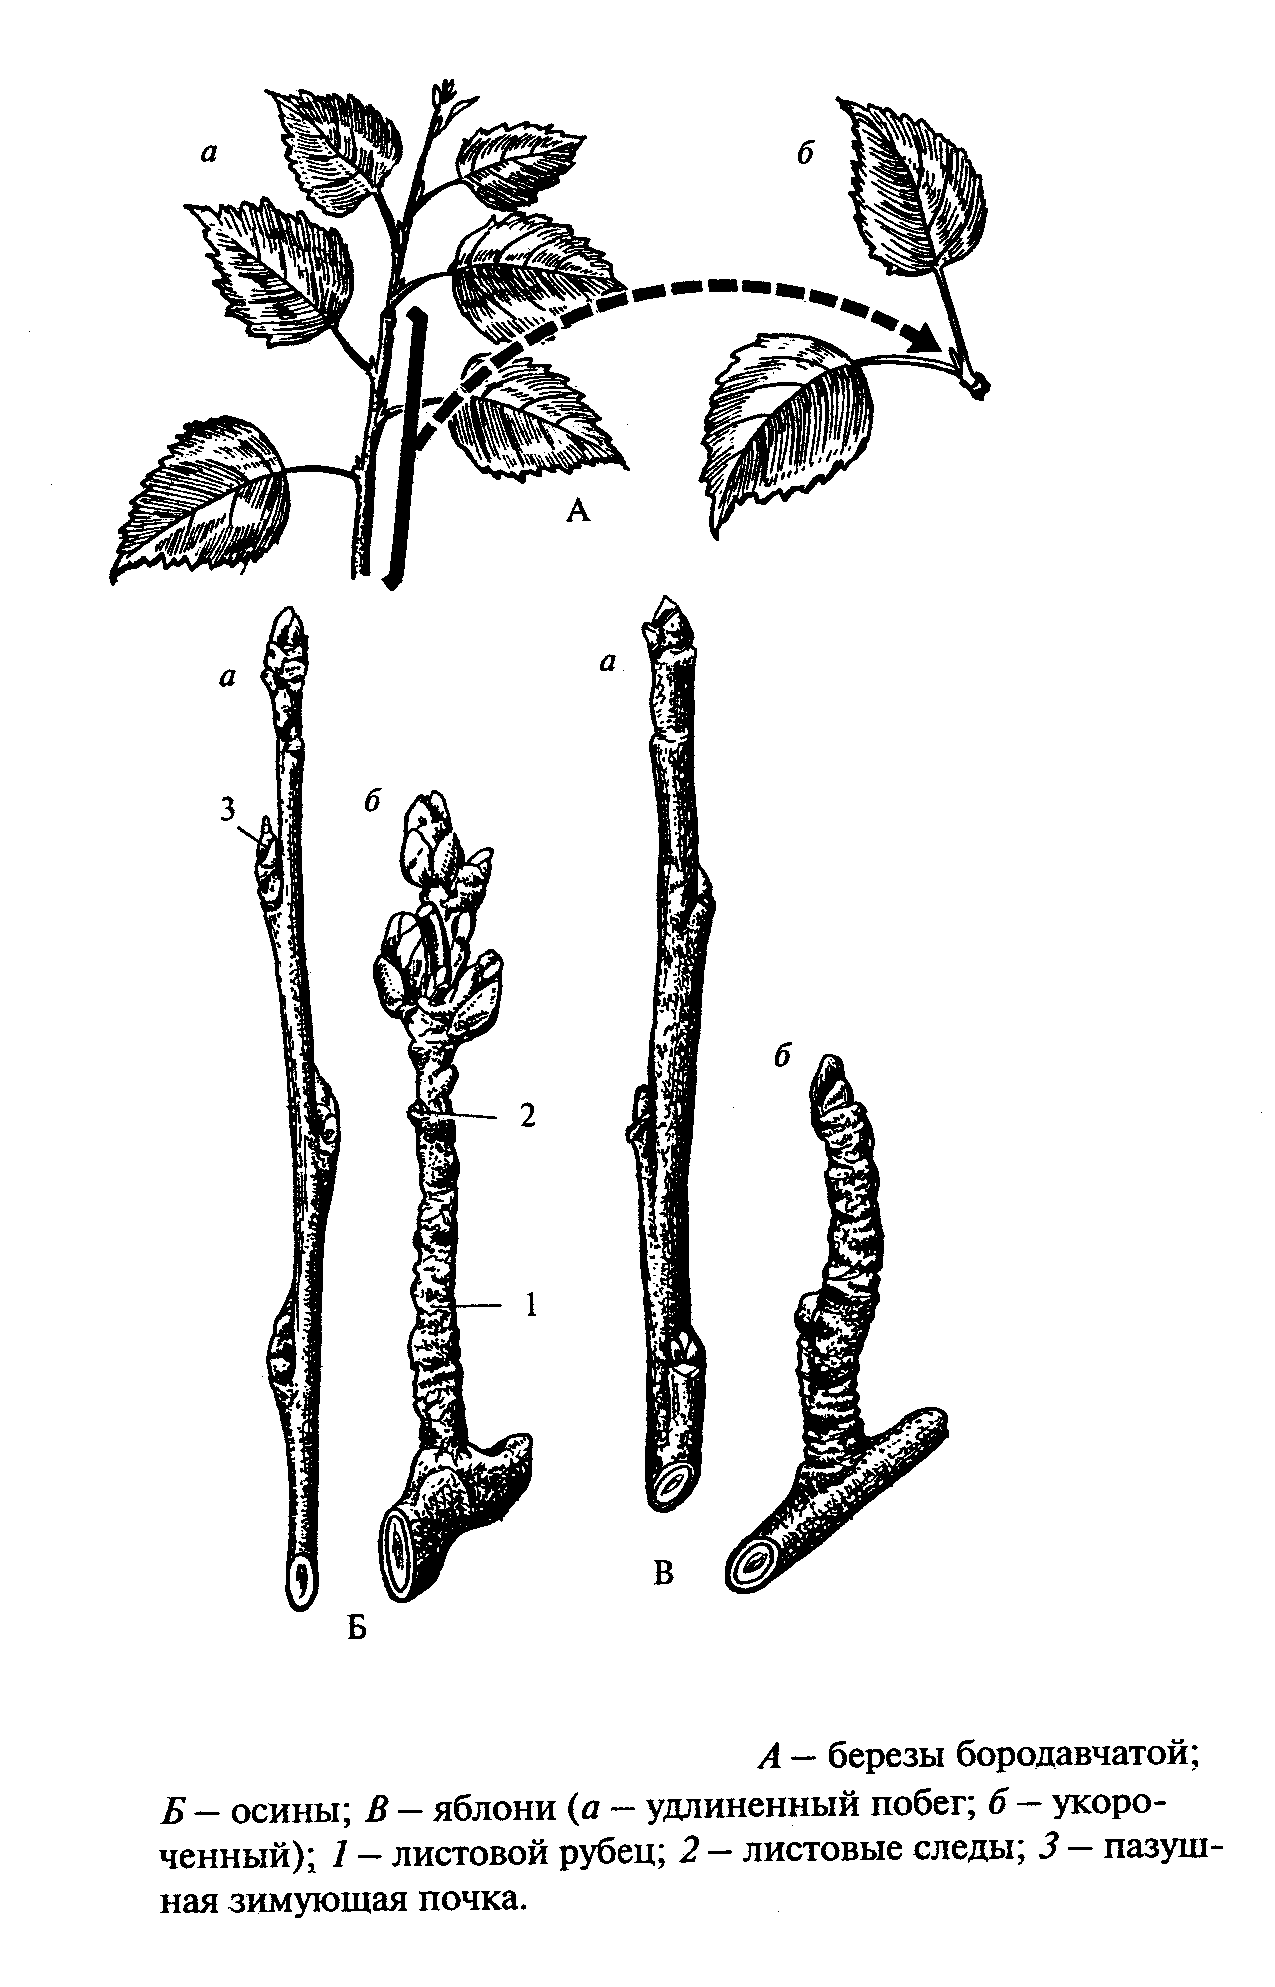 а
б
А
а
а
3
б
б
2
1
В
Б
А – березы бородавчатой;
Б – осины; В – яблони (а – удлиненный побег; б – укоро-
ченный); 1 – листовой рубец; 2 – листовые следы; 3 – пазуш-
ная зимующая почка.